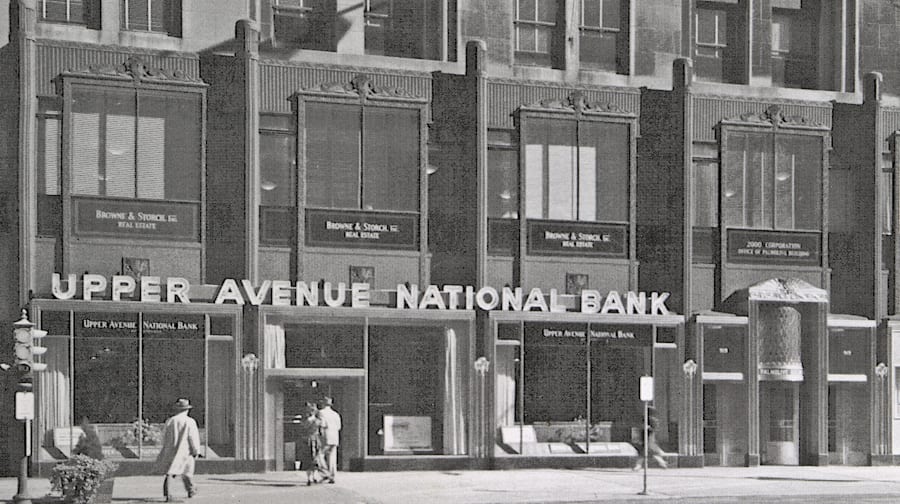 BROWNE & STORCH, INC.
REAL ESTATE
BROWNE & STORCH, INC.
REAL ESTATE
BROWNE & STORCH, INC.
REAL ESTATE
2000 CORPORATION
OFFICE OF PALMOLIVE BUILDING
UPPER AVENUE NATIONAL BANK
UPPER AVENUE NATIONAL BANK
UPPER AVENUE NATIONAL BANK
PALMOLIVE